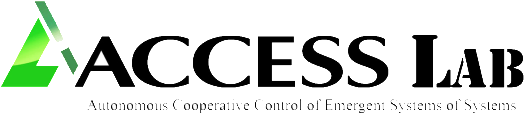 ACCESS LAB
Autonomous Cooperative Control of Emergent Systems of Systems